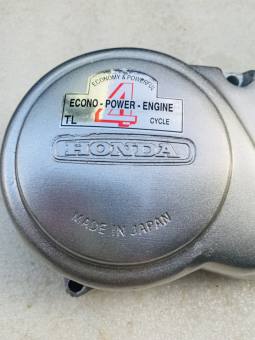 ECONOMY & POWERFUL
ECONO - POWER - ENGINE
4
TL CYCLE
HONDA
MADE IN JAPAN